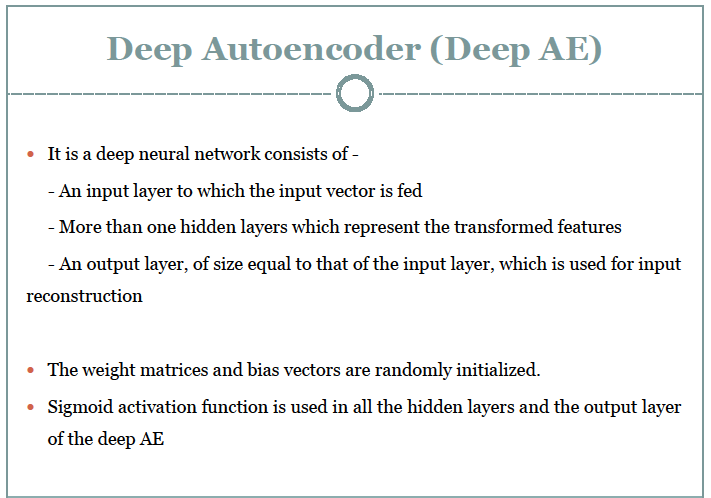 Deep Autoencoder (Deep AE)
• It is a deep neural network consists of -
- An input layer to which the input vector is fed
- More than one hidden layers which represent the transformed features
- An output layer, of size equal to that of the input layer, which is used for input
reconstruction
• The weight matrices and bias vectors are randomly initialized.
• Sigmoid activation function is used in all the hidden layers and the output layer
of the deep AE